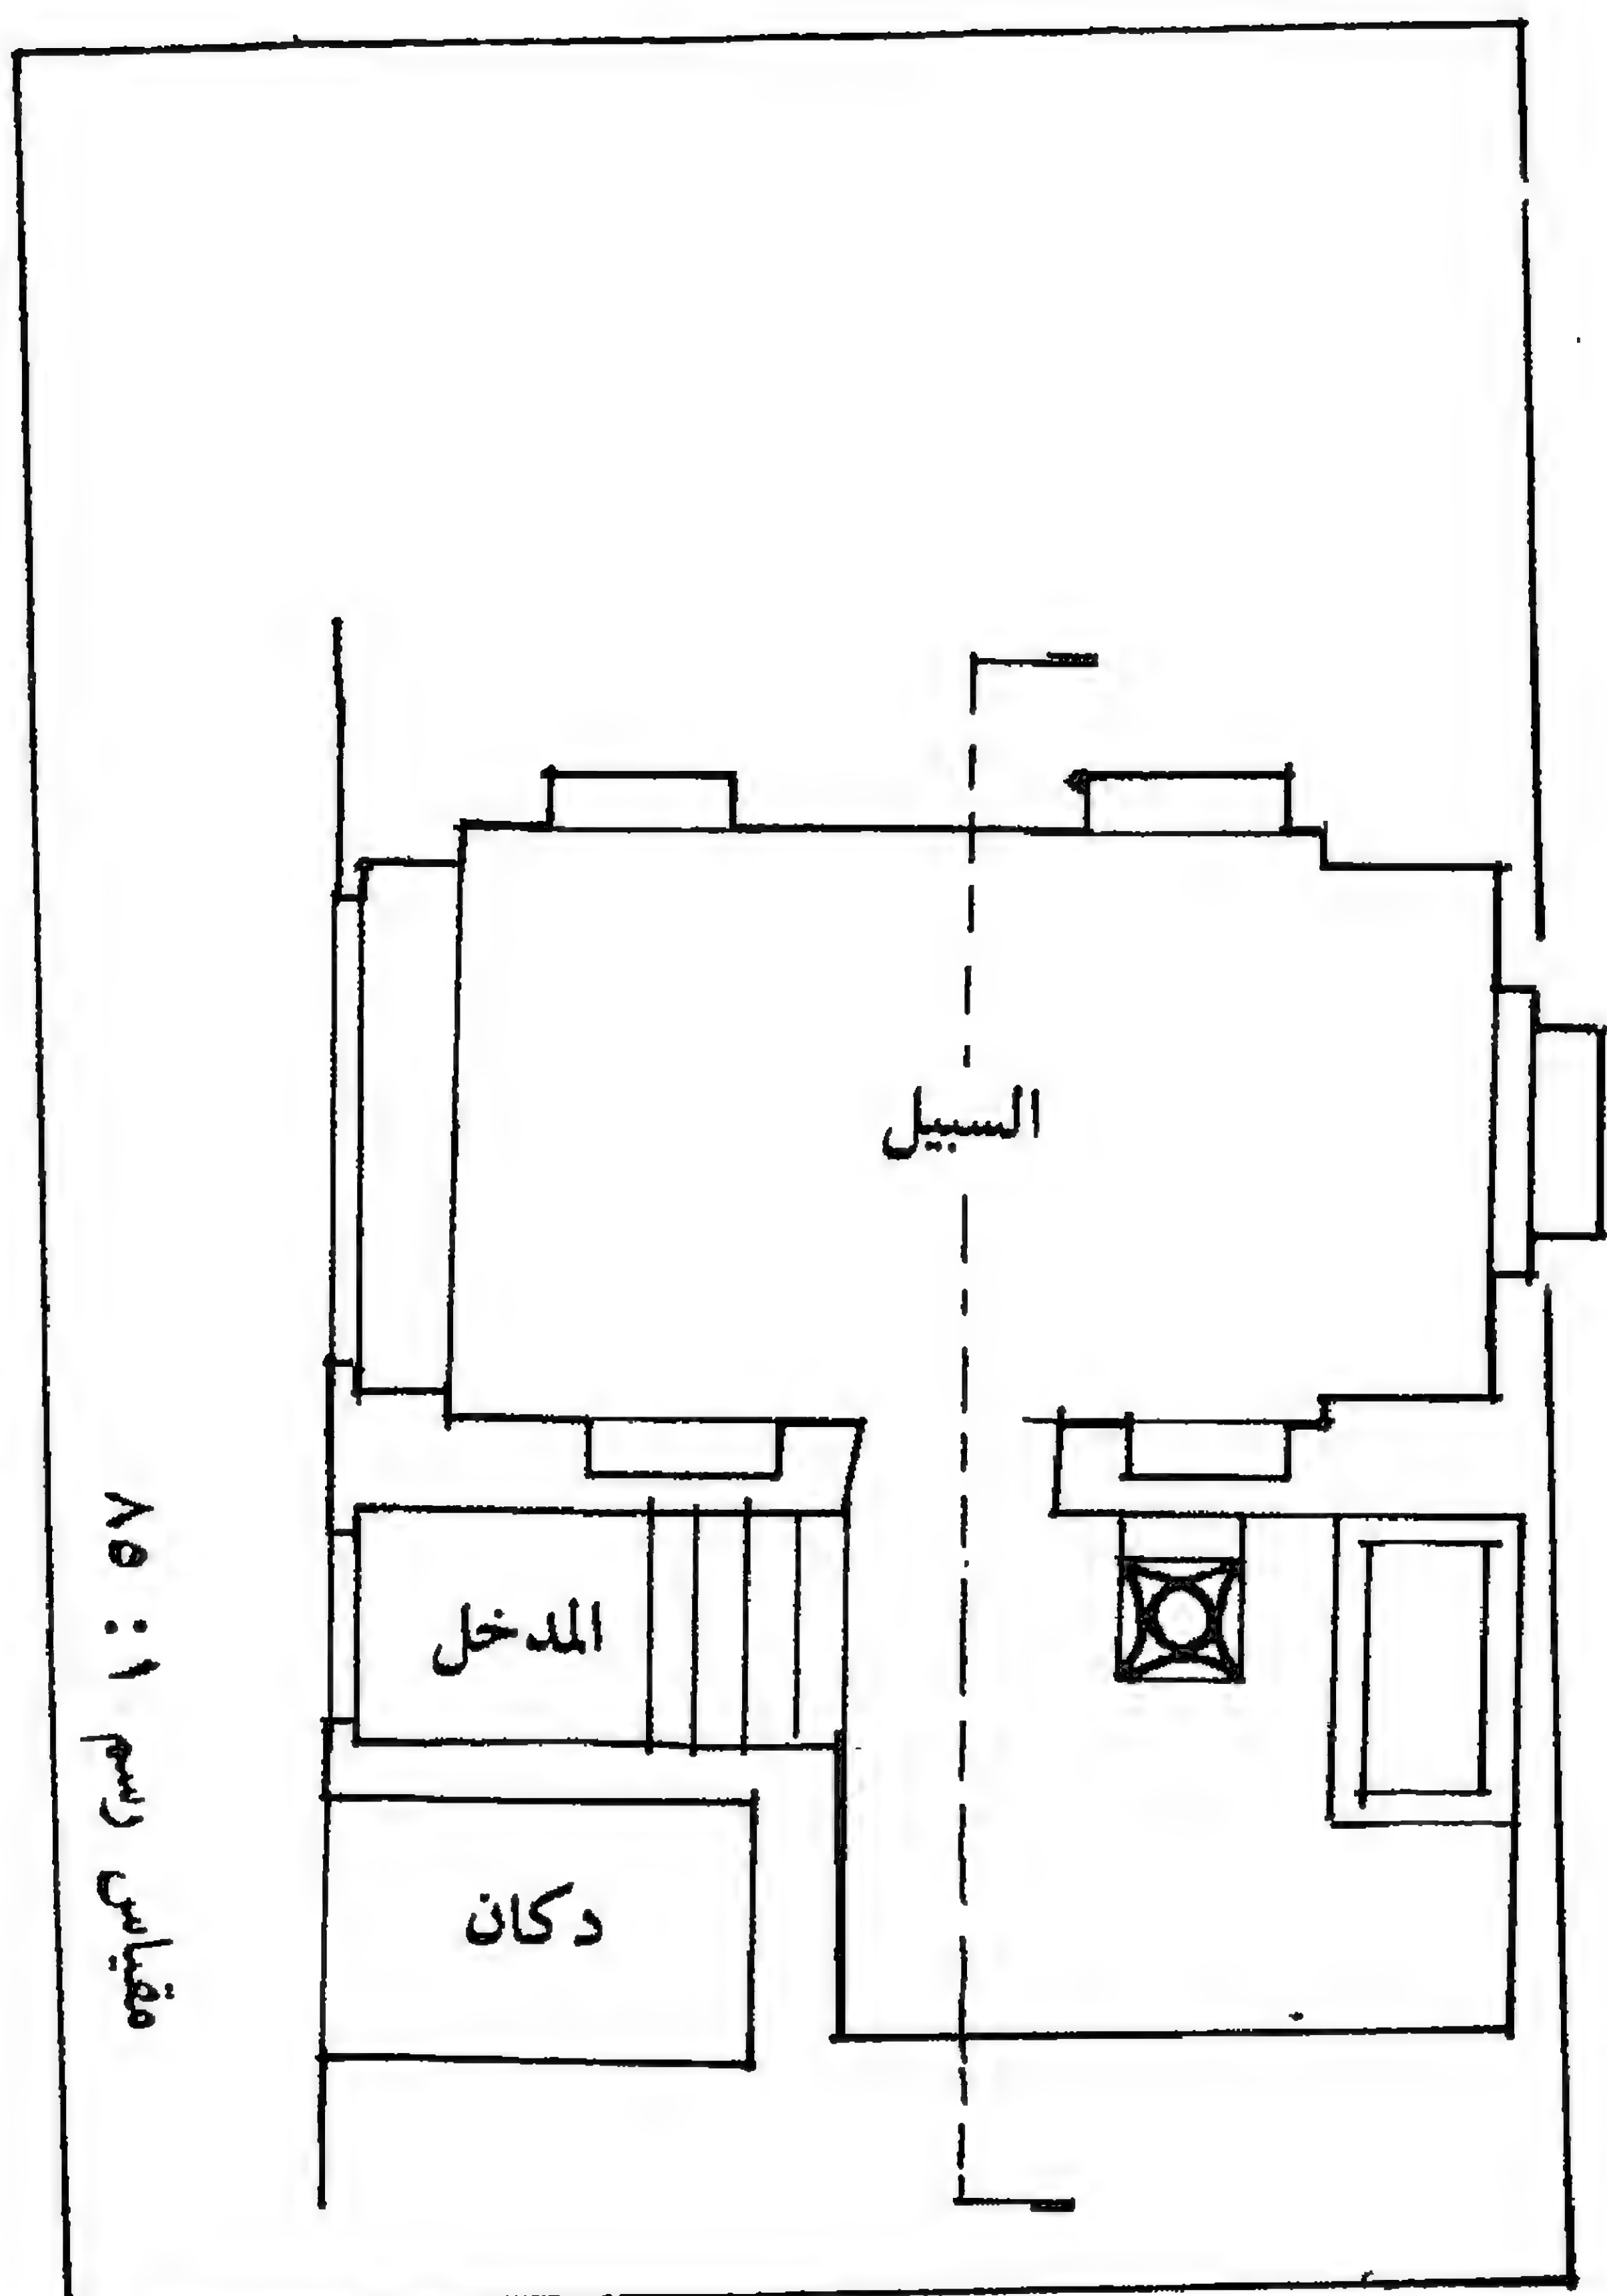 السبيل
المدخل
دكان
مقياس رسم ١ : ٨٥